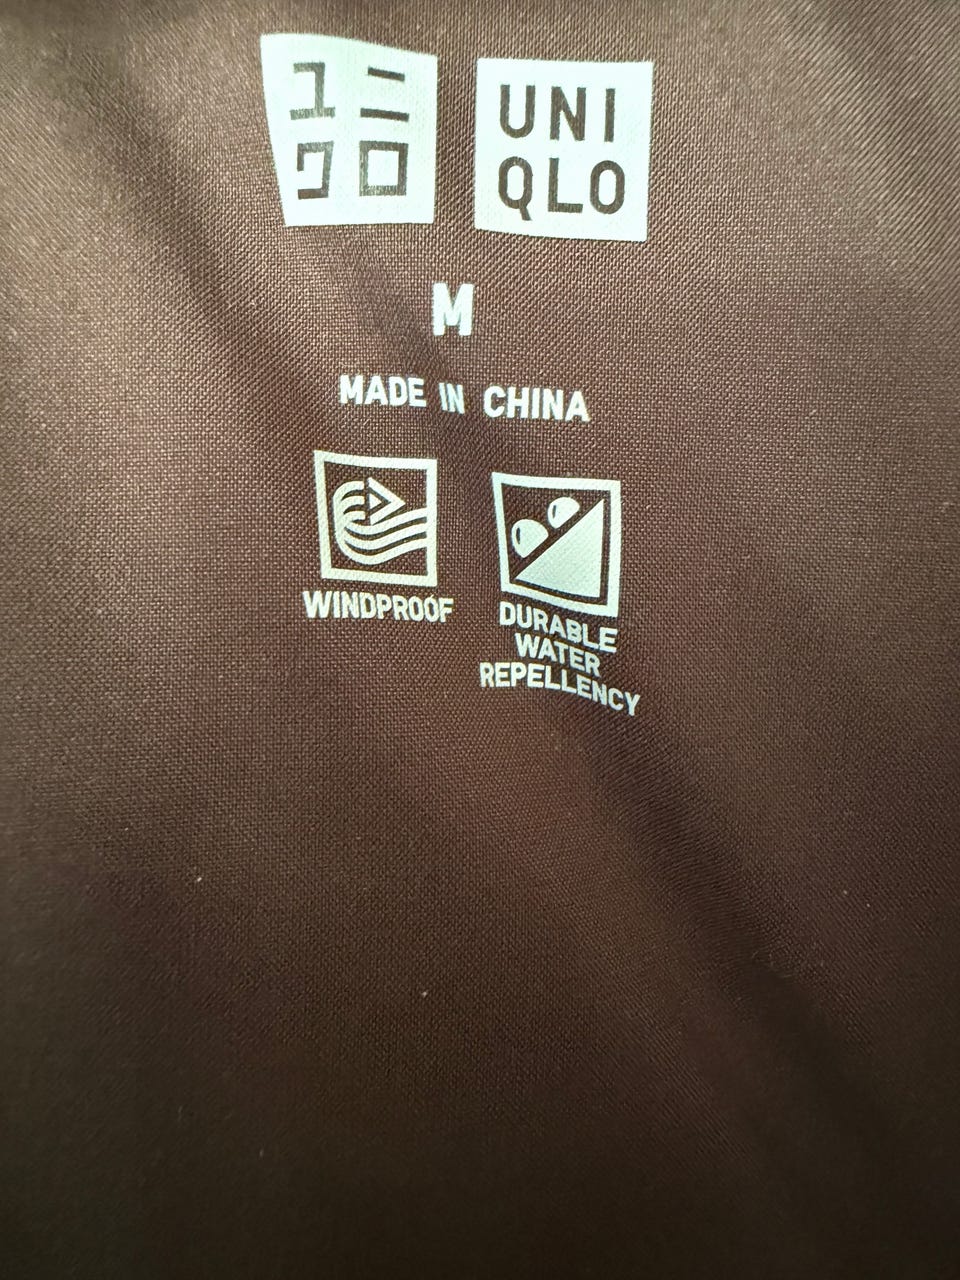 ユニ
クロ
UNI
QLO
M
MADE IN CHINA
WINDPROOF
DURABLE
WATER
REPELLENCY